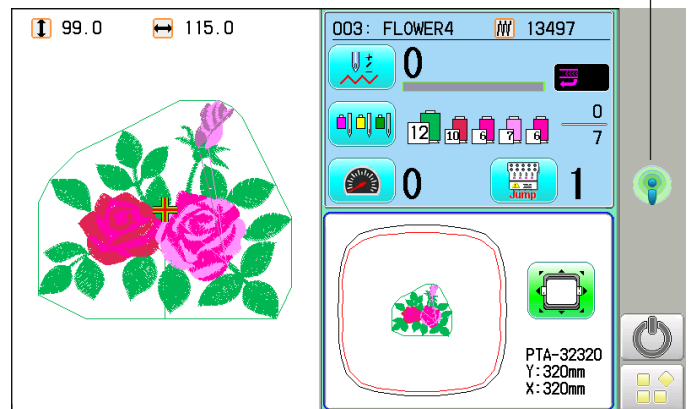 99.0 115.0
003: FLOWER4 13497
0
12 10 6 7 6 0
7
0 Jump 1
PTA-32320
Y:320mm
X:320mm